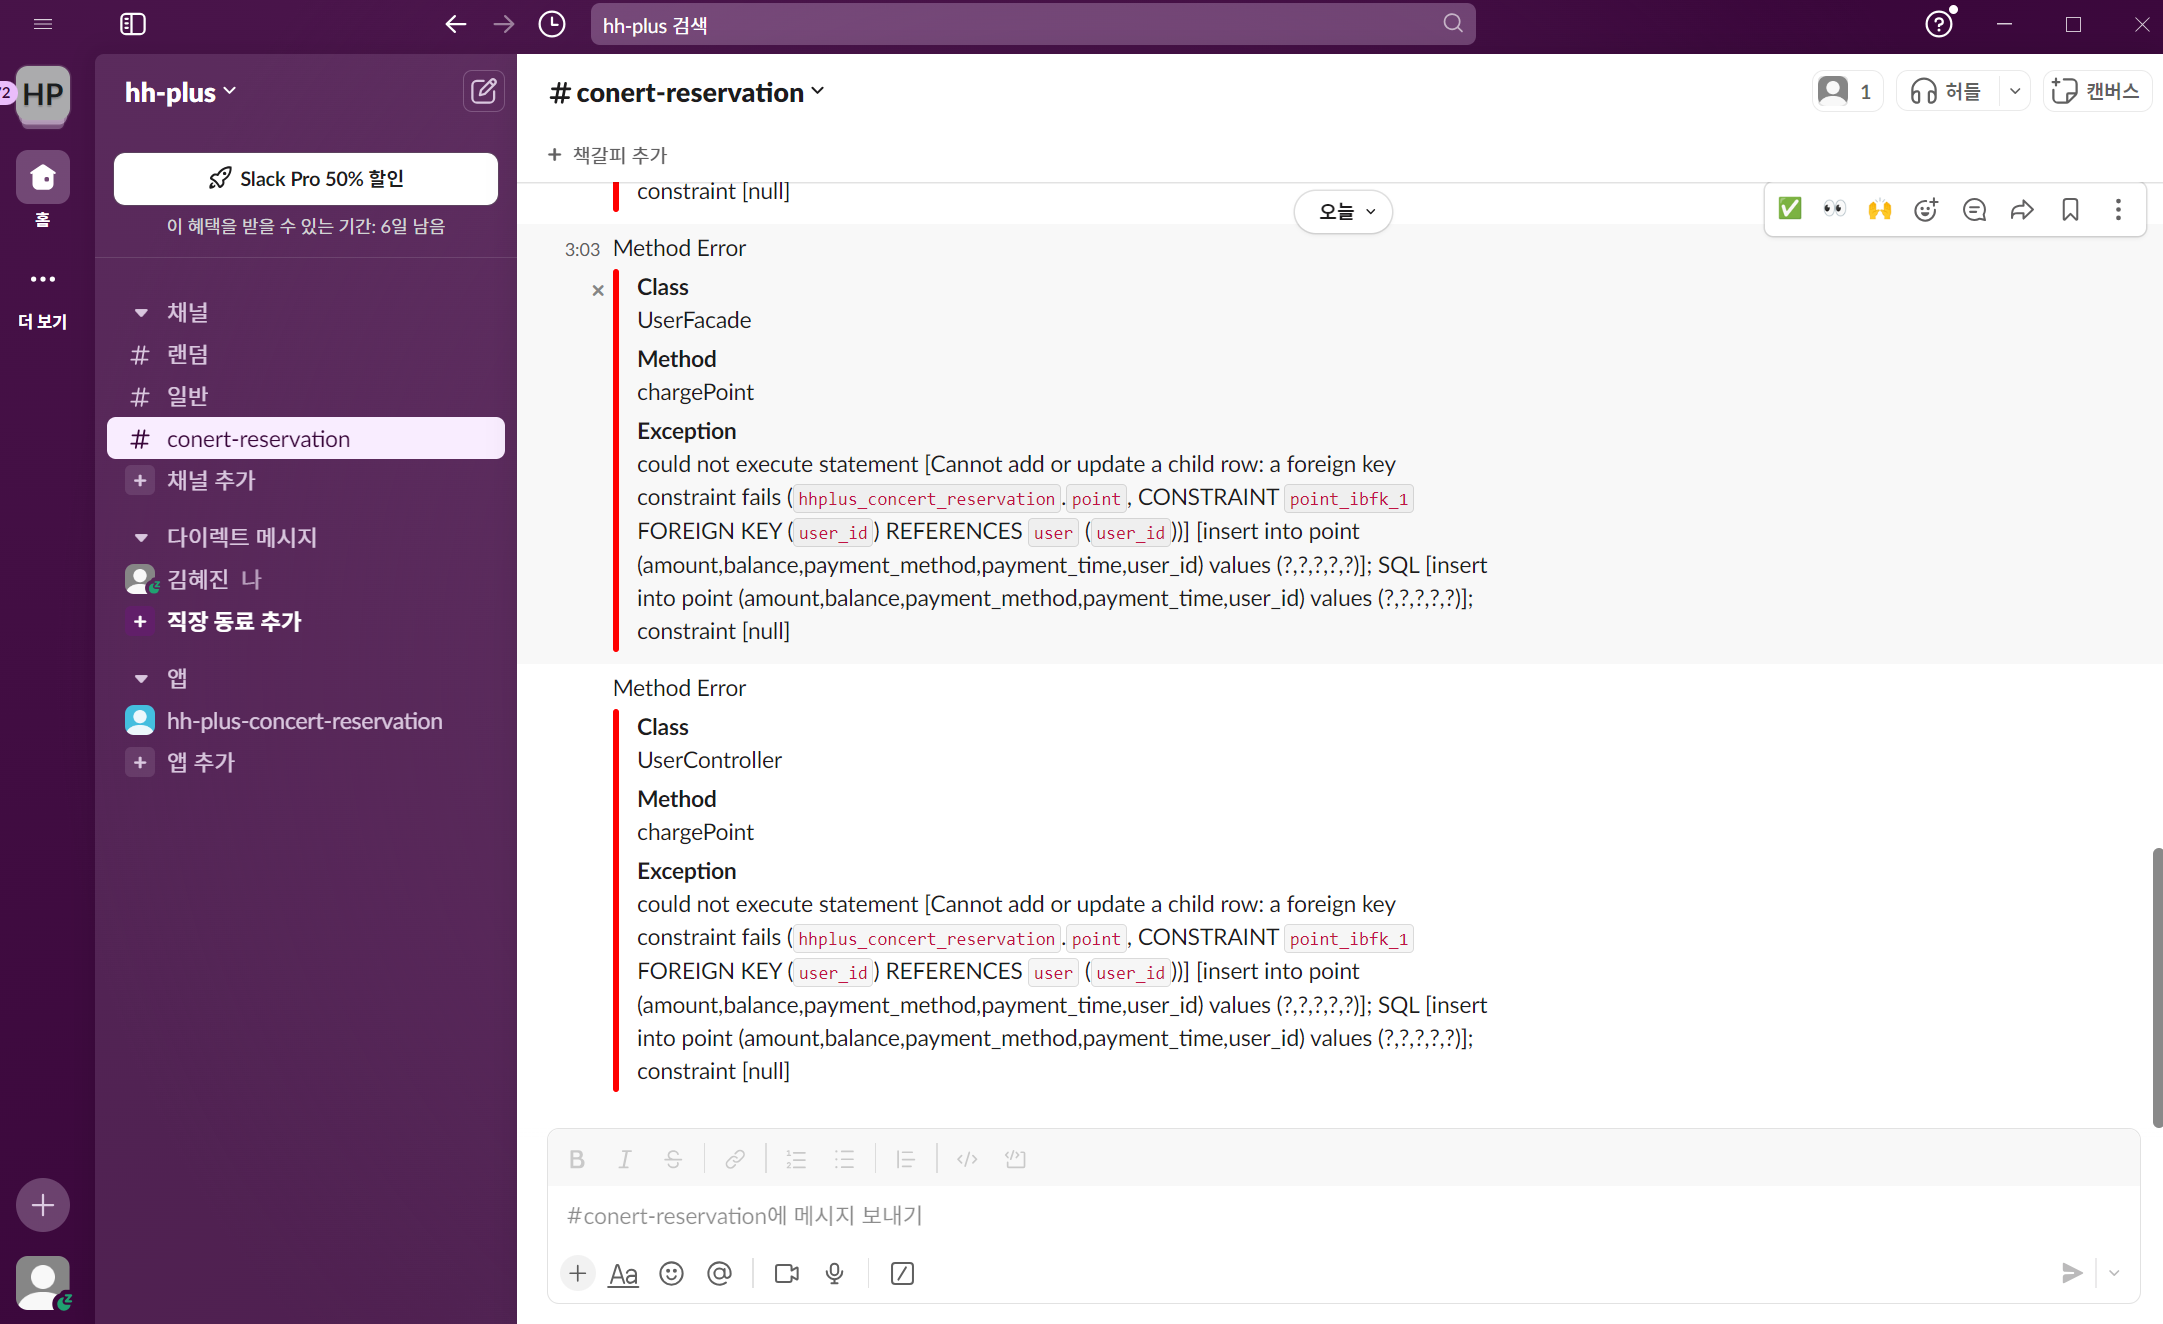 hh-plus 검색
HP
홈
더 보기
hh-plus
Slack Pro 50% 할인
이 혜택을 받을 수 있는 기간: 6일 남음
채널
# 랜덤
# 일반
# conert-reservation
+ 채널 추가
다이렉트 메시지
김혜진 나
+ 직장 동료 추가
앱
hh-plus-concert-reservation
+ 앱 추가
# conert-reservation
1
허들
캔버스
+ 책갈피 추가
constraint [null]
오늘
3:03 Method Error
Class
UserFacade
Method
chargePoint
Exception
could not execute statement [Cannot add or update a child row: a foreign key
constraint fails (hhplus_concert_reservation.point, CONSTRAINT point_ibfk_1
FOREIGN KEY (user_id) REFERENCES user (user_id))] [insert into point
(amount,balance,payment_method,payment_time,user_id) values (?,?,?,?,?)]; SQL [insert
into point (amount,balance,payment_method,payment_time,user_id) values (?,?,?,?,?)];
constraint [null]
Method Error
Class
UserController
Method
chargePoint
Exception
could not execute statement [Cannot add or update a child row: a foreign key
constraint fails (hhplus_concert_reservation.point, CONSTRAINT point_ibfk_1
FOREIGN KEY (user_id) REFERENCES user (user_id))] [insert into point
(amount,balance,payment_method,payment_time,user_id) values (?,?,?,?,?)]; SQL [insert
into point (amount,balance,payment_method,payment_time,user_id) values (?,?,?,?,?)];
constraint [null]
#conert-reservation에 메시지 보내기
Aa